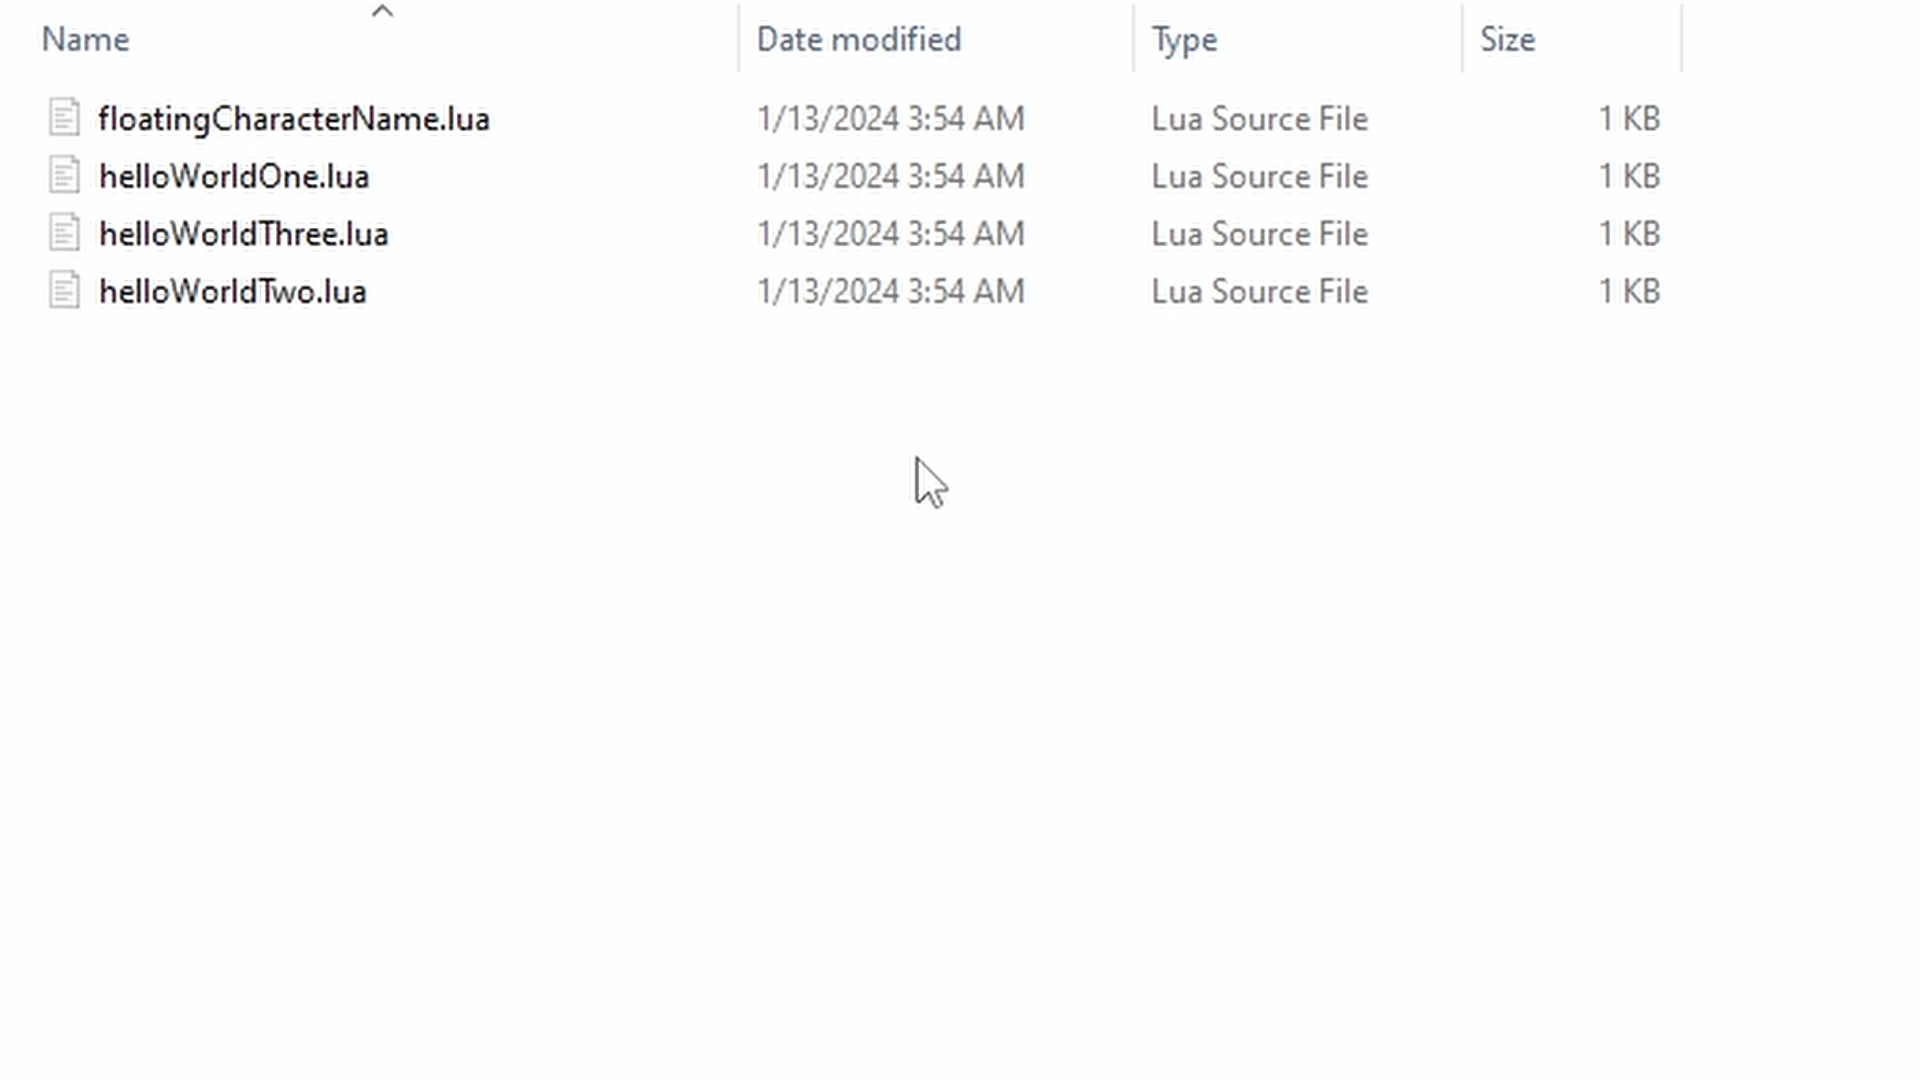 Name Date modified Type Size
floatingCharacterName.lua 1/13/2024 3:54 AM Lua Source File 1 KB
helloWorldOne.lua 1/13/2024 3:54 AM Lua Source File 1 KB
helloWorldThree.lua 1/13/2024 3:54 AM Lua Source File 1 KB
helloWorldTwo.lua 1/13/2024 3:54 AM Lua Source File 1 KB